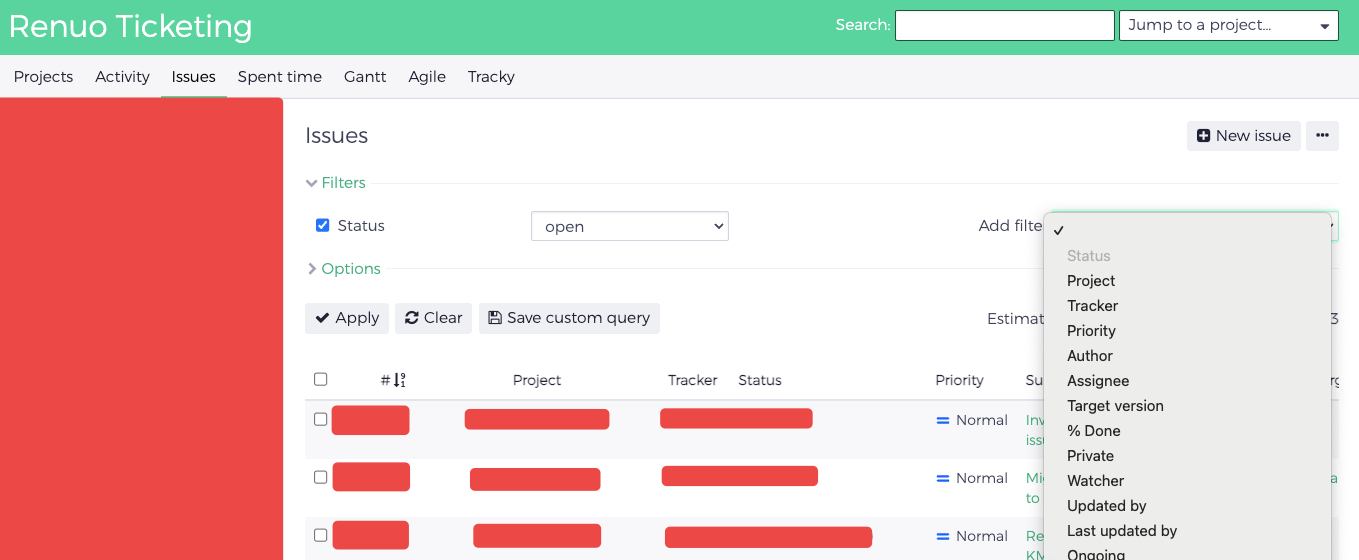 Renuo Ticketing
Search:
Jump to a project...
Projects Activity Issues Spent time Gantt Agile Tracky
Issues
New issue
Filters
Status open Add filte
Options
Apply Clear Save custom query Estimat 3
# Project Tracker Status Priority Su rg
Normal Inv
issu
Normal Mi a
to
Normal Re
KM
Status
Project
Tracker
Priority
Author
Assignee
Target version
% Done
Private
Watcher
Updated by
Last updated by
Ongoing